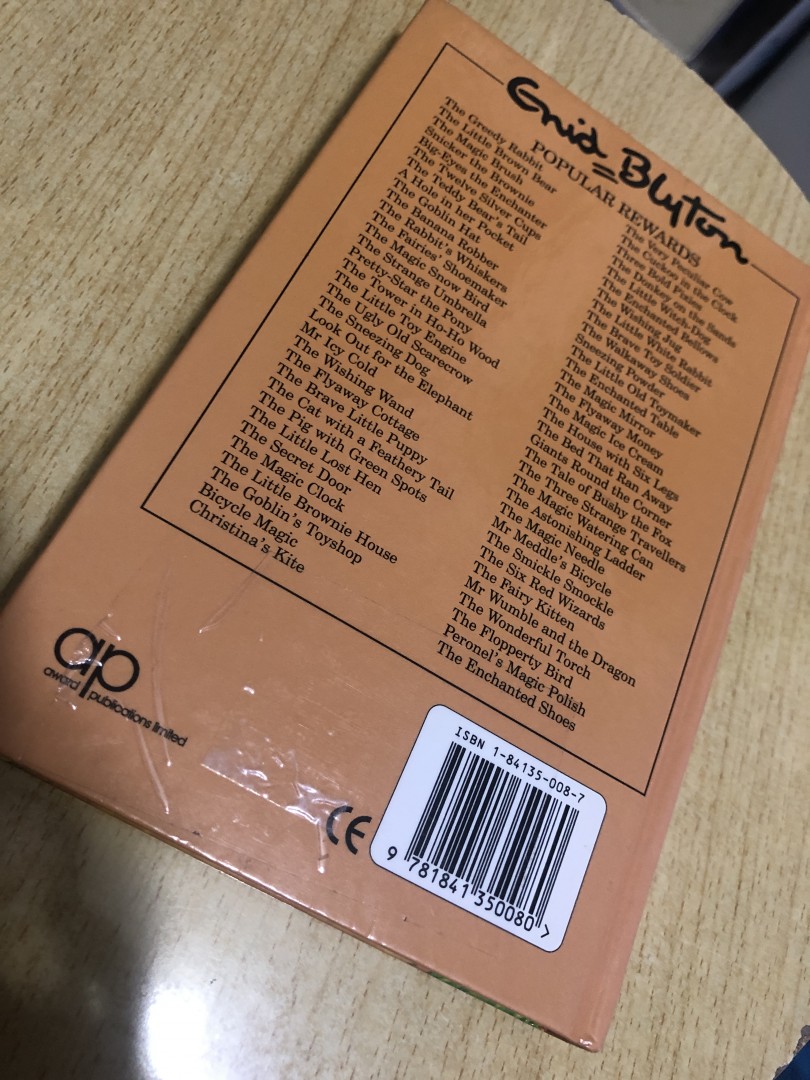 Enid Blyton
POPULAR REWARDS
The Greedy Rabbit
The Little Brown Bear
The Magic Brush
Snicker the Brownie
Big-Eyes the Enchanter
The Twelve Silver Cups
The Teddy Bear's Tail
A Hole in her Pocket
The Goblin Hat
The Banana Robber
The Rabbit's Whiskers
The Fairies' Shoemaker
The Magic Snow Bird
The Strange Umbrella
Pretty-Star the Pony
The Tower in Ho-Ho Wood
The Little Toy Engine
The Ugly Old Scarecrow
The Sneezing Dog
Look Out for the Elephant
Mr Icy Cold
The Wishing Wand
The Flyaway Cottage
The Brave Little Puppy
The Cat with a Feathery Tail
The Pig with Green Spots
The Little Lost Hen
The Secret Door
The Magic Clock
The Little Brownie House
The Goblin's Toyshop
Bicycle Magic
Christina's Kite
The Very Peculiar Cow
The Cuckoo in the Clock
Three Bold Pixies
The Donkey on the Sands
The Little Witch-Dog
The Enchanted Bellows
The Wishing Jug
The Little White Rabbit
The Brave Toy Soldier
The Walkaway Shoes
Sneezing Powder
The Little Old Toymaker
The Enchanted Table
The Magic Mirror
The Flyaway Money
The Magic Ice Cream
The House with Six Legs
The Bed That Ran Away
Giants Round the Corner
The Tale of Bushy the Fox
The Three Strange Travellers
The Magic Watering Can
The Astonishing Ladder
The Magic Needle
Mr Meddle's Bicycle
The Smickle Smockle
The Six Red Wizards
The Fairy Kitten
Mr Wumble and the Dragon
The Wonderful Torch
The Flopperty Bird
Peronel's Magic Polish
The Enchanted Shoes
ap
award publications limited
CE
ISBN 1-84135-008-7
9 781841 350080 >